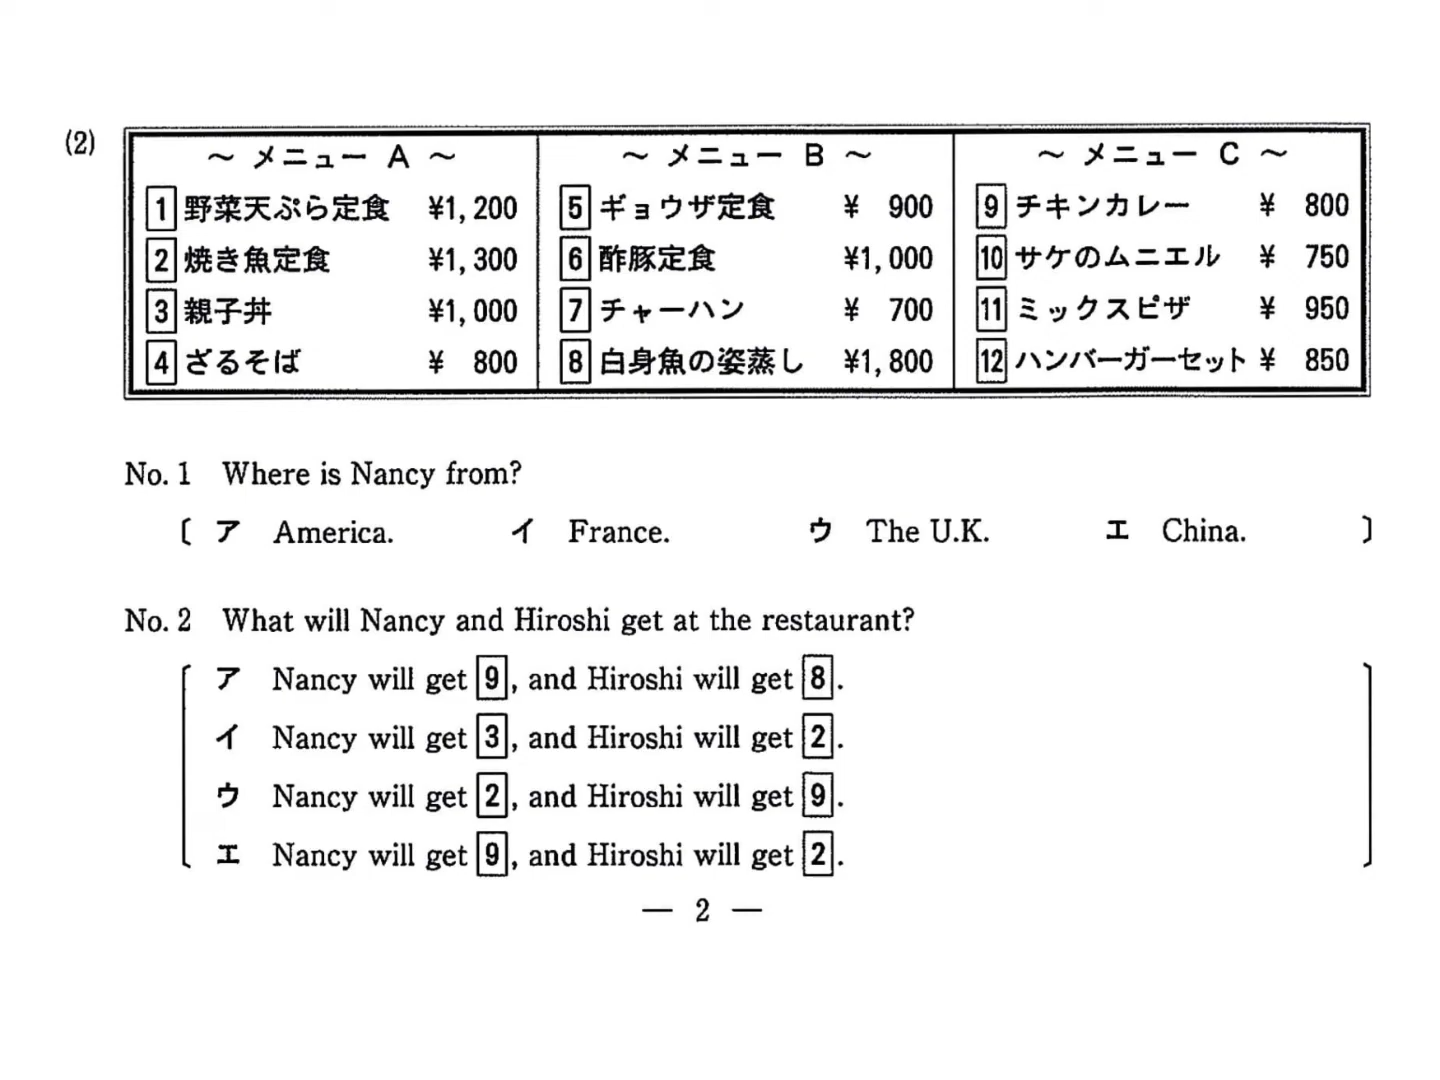 (2)
～ メニュー A ～
1 野菜天ぷら定食 ¥1,200
2 焼き魚定食 ¥1,300
3 親子丼 ¥1,000
4 ざるそば ¥ 800
～ メニュー B ～
5 ギョウザ定食 ¥ 900
6 酢豚定食 ¥1,000
7 チャーハン ¥ 700
8 白身魚の姿蒸し ¥1,800
～ メニュー C ～
9 チキンカレー ¥ 800
10 サケのムニエル ¥ 750
11 ミックスピザ ¥ 950
12 ハンバーガーセット ¥ 850
No. 1 Where is Nancy from?
〔 ア America. イ France. ウ The U.K. エ China. 〕
No. 2 What will Nancy and Hiroshi get at the restaurant?
ア Nancy will get 9, and Hiroshi will get 8.
イ Nancy will get 3, and Hiroshi will get 2.
ウ Nancy will get 2, and Hiroshi will get 9.
エ Nancy will get 9, and Hiroshi will get 2.
— 2 —